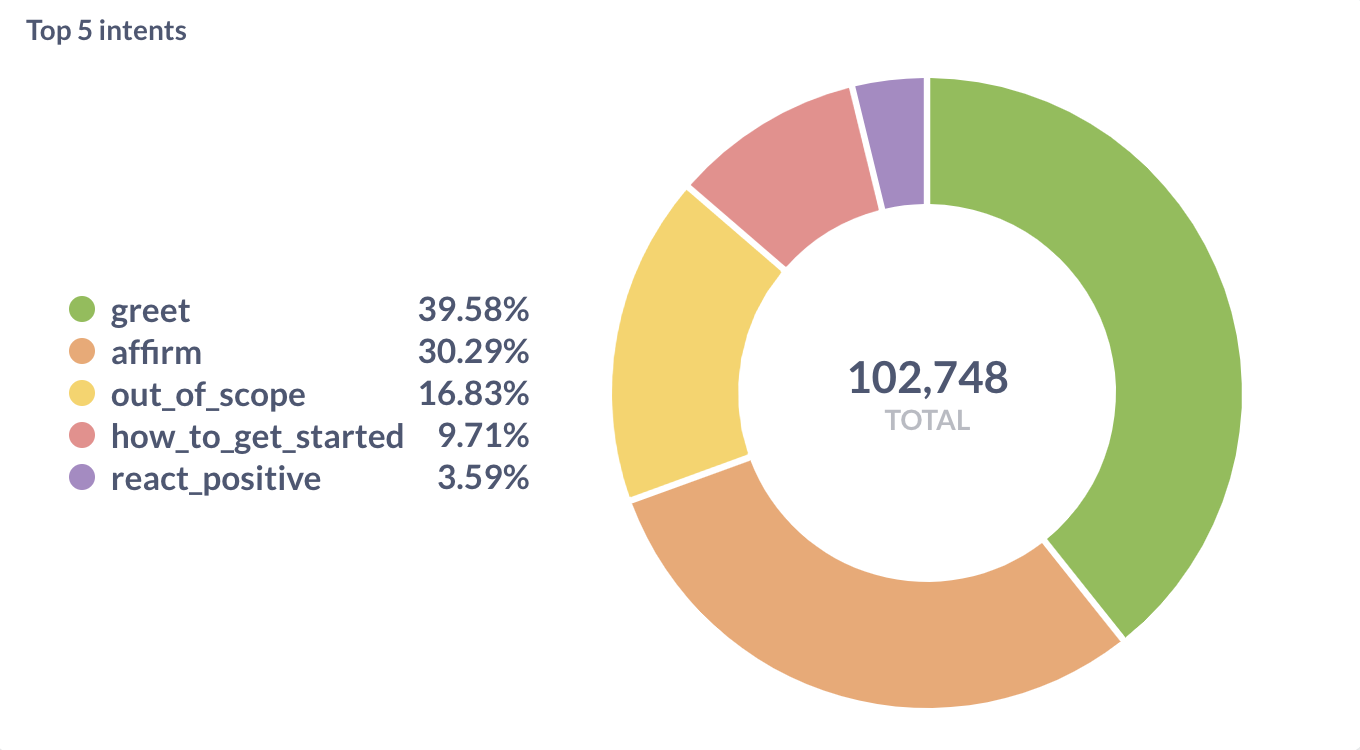 Top 5 intents
greet 39.58%
affirm 30.29%
out_of_scope 16.83%
how_to_get_started 9.71%
react_positive 3.59%
102,748
TOTAL